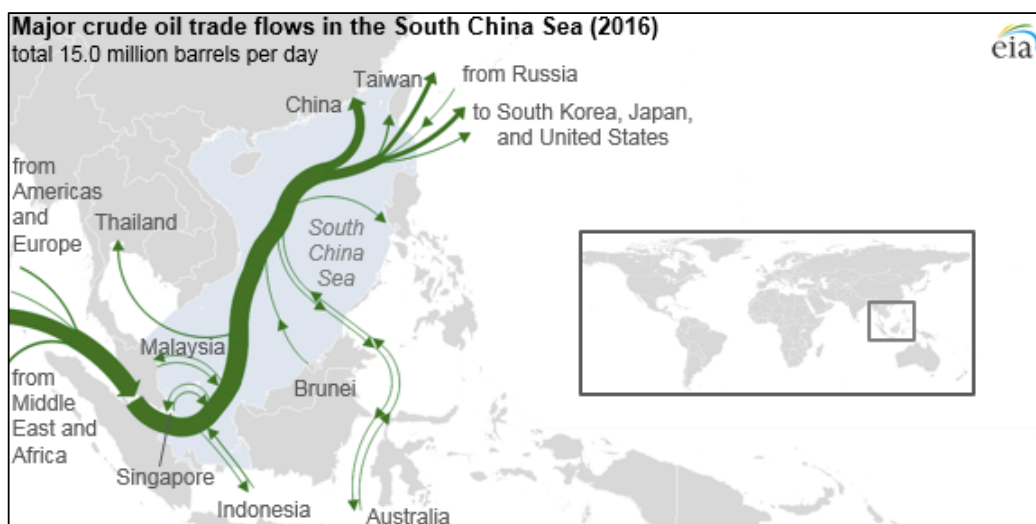 Major crude oil trade flows in the South China Sea (2016)
total 15.0 million barrels per day
eia
Taiwan
from Russia
China
to South Korea, Japan,
and United States
from
Americas
and
Europe
Thailand
South
China
Sea
Malaysia
Brunei
from
Middle
East and
Africa
Singapore
Indonesia
Australia